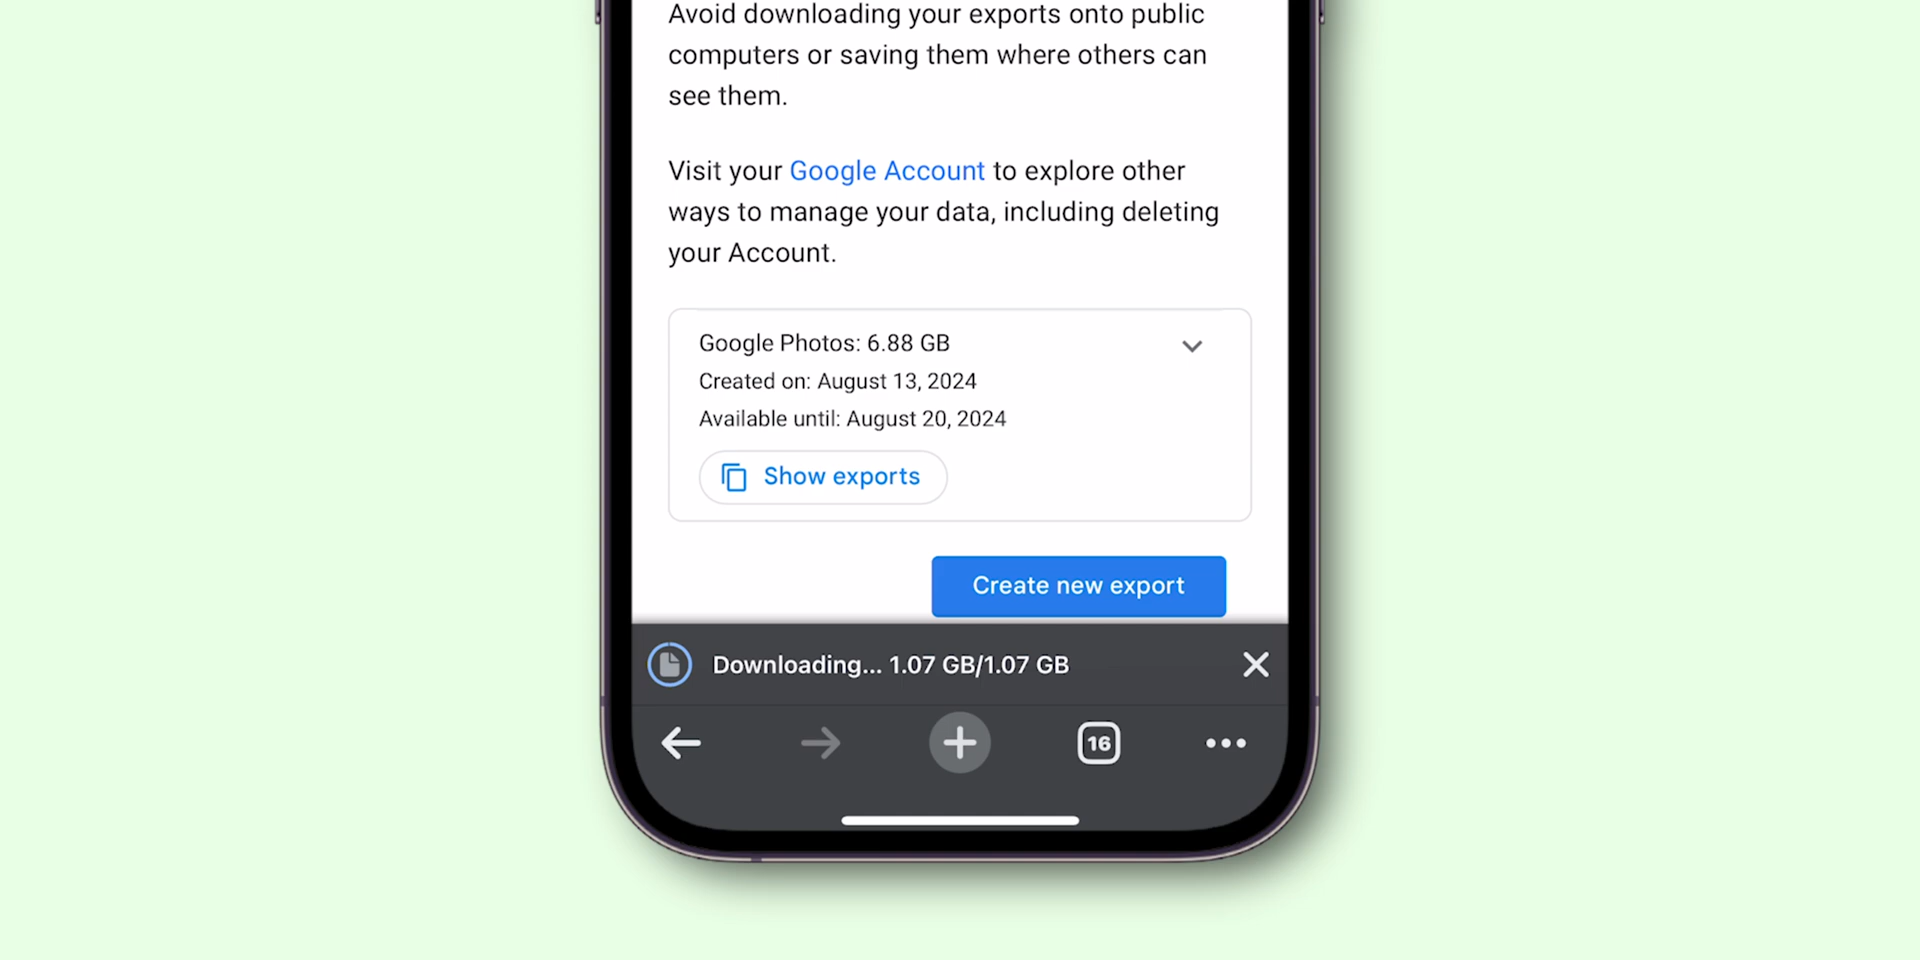 Avoid downloading your exports onto public
computers or saving them where others can
see them.
Visit your Google Account to explore other
ways to manage your data, including deleting
your Account.
Google Photos: 6.88 GB
Created on: August 13, 2024
Available until: August 20, 2024
Show exports
Create new export
Downloading... 1.07 GB/1.07 GB
16